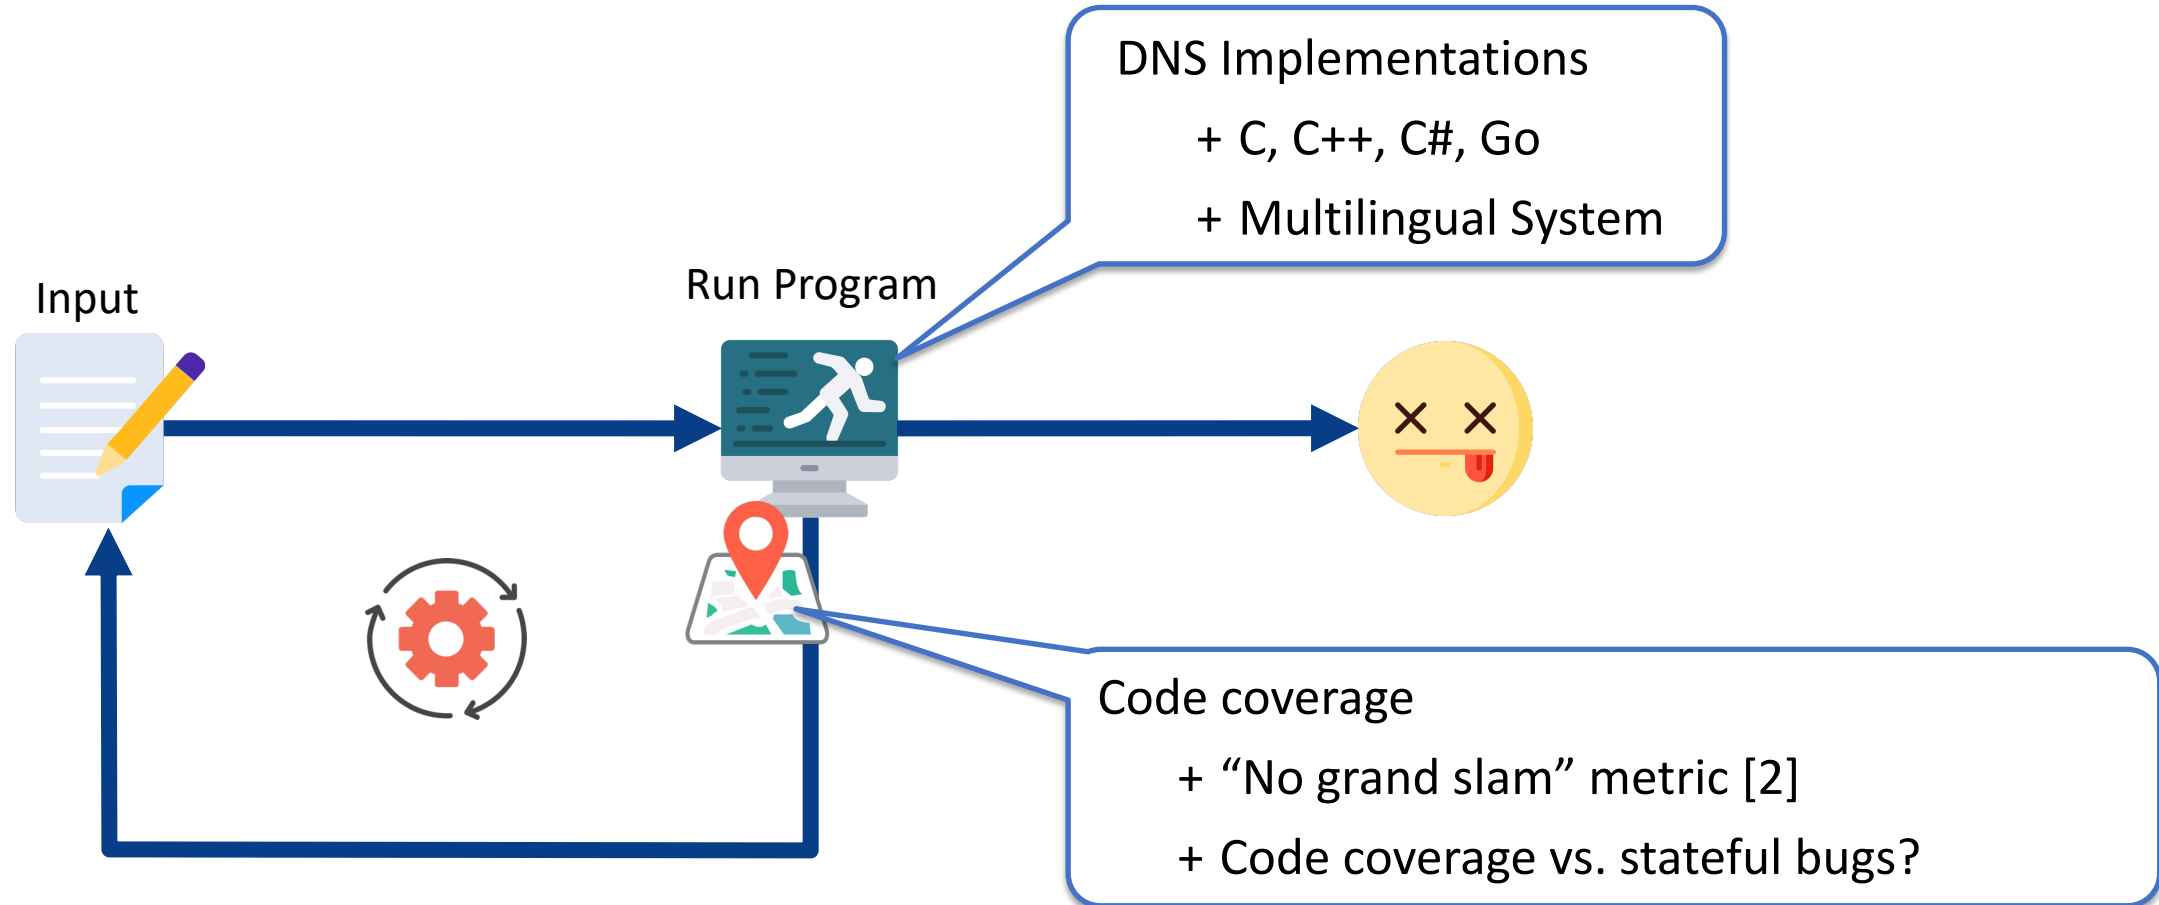 DNS Implementations
+ C, C++, C#, Go
+ Multilingual System
Input
Run Program
Code coverage
+ “No grand slam” metric [2]
+ Code coverage vs. stateful bugs?